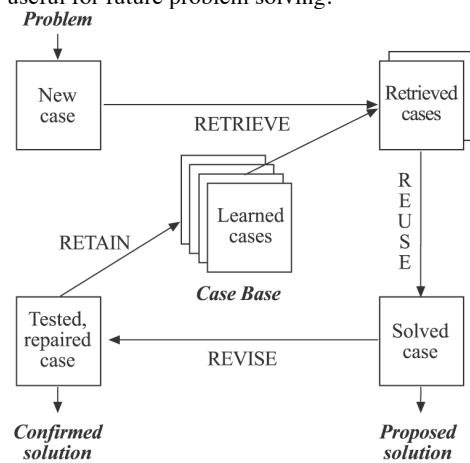 useful for future problem solving.
Problem
New
case
RETRIEVE
Retrieved
cases
Learned
cases
Case Base
REUSE
RETAIN
Tested,
repaired
case
REVISE
Solved
case
Confirmed
solution
Proposed
solution